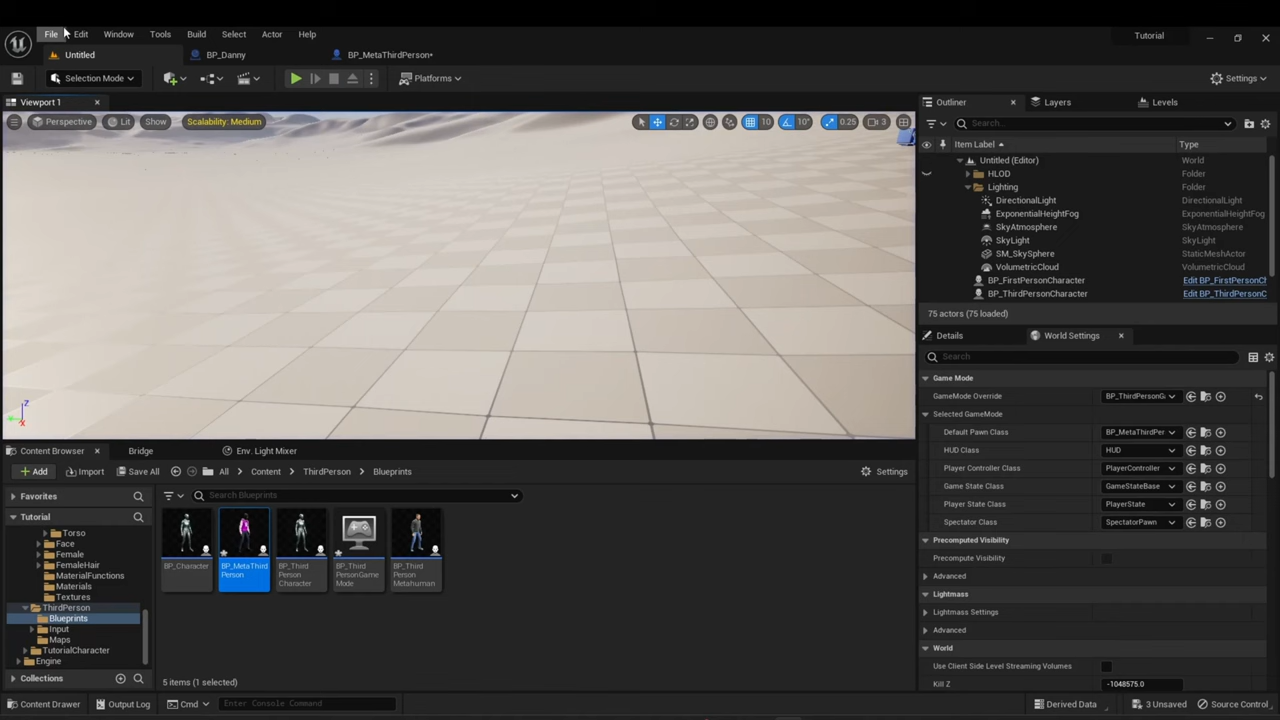 File Edit Window Tools Build Select Actor Help
Tutorial
Untitled BP_Danny BP_MetaThirdPerson•
Selection Mode Platforms Settings
Viewport 1
Perspective Lit Show Scalability: Medium 10 10° 0.25 3
Outliner Layers Levels
Search...
Item Label Type
Untitled (Editor) World
HLOD Folder
Lighting Folder
DirectionalLight DirectionalLight
ExponentialHeightFog ExponentialHeightFog
SkyAtmosphere SkyAtmosphere
SkyLight SkyLight
SM_SkySphere StaticMeshActor
VolumetricCloud VolumetricCloud
BP_FirstPersonCharacter Edit BP_FirstPersonCh
BP_ThirdPersonCharacter Edit BP_ThirdPersonC
75 actors (75 loaded)
Details World Settings
Search
Game Mode
GameMode Override BP_ThirdPersonG
Selected GameMode
Default Pawn Class BP_MetaThirdPer
HUD Class HUD
Player Controller Class PlayerController
Game State Class GameStateBase
Player State Class PlayerState
Spectator Class SpectatorPawn
Precomputed Visibility
Precompute Visibility
Advanced
Lightmass
Lightmass Settings
Advanced
World
Use Client Side Level Streaming Volumes
Kill Z -1048575.0
Content Browser Bridge Env. Light Mixer
Add Import Save All All Content ThirdPerson Blueprints Settings
Favorites
Search Blueprints
Tutorial
Torso
Face
Female
FemaleHair
MaterialFunctions
Materials
Textures
ThirdPerson
Blueprints
Input
Maps
TutorialCharacter
Engine
Collections
BP_Character
BP_MetaThird
Person
BP_Third
Person
Character
BP_Third
PersonGame
Mode
BP_Third
Person
Metahuman
5 items (1 selected)
Content Drawer Output Log Cmd Enter Console Command Derived Data 3 Unsaved Source Control